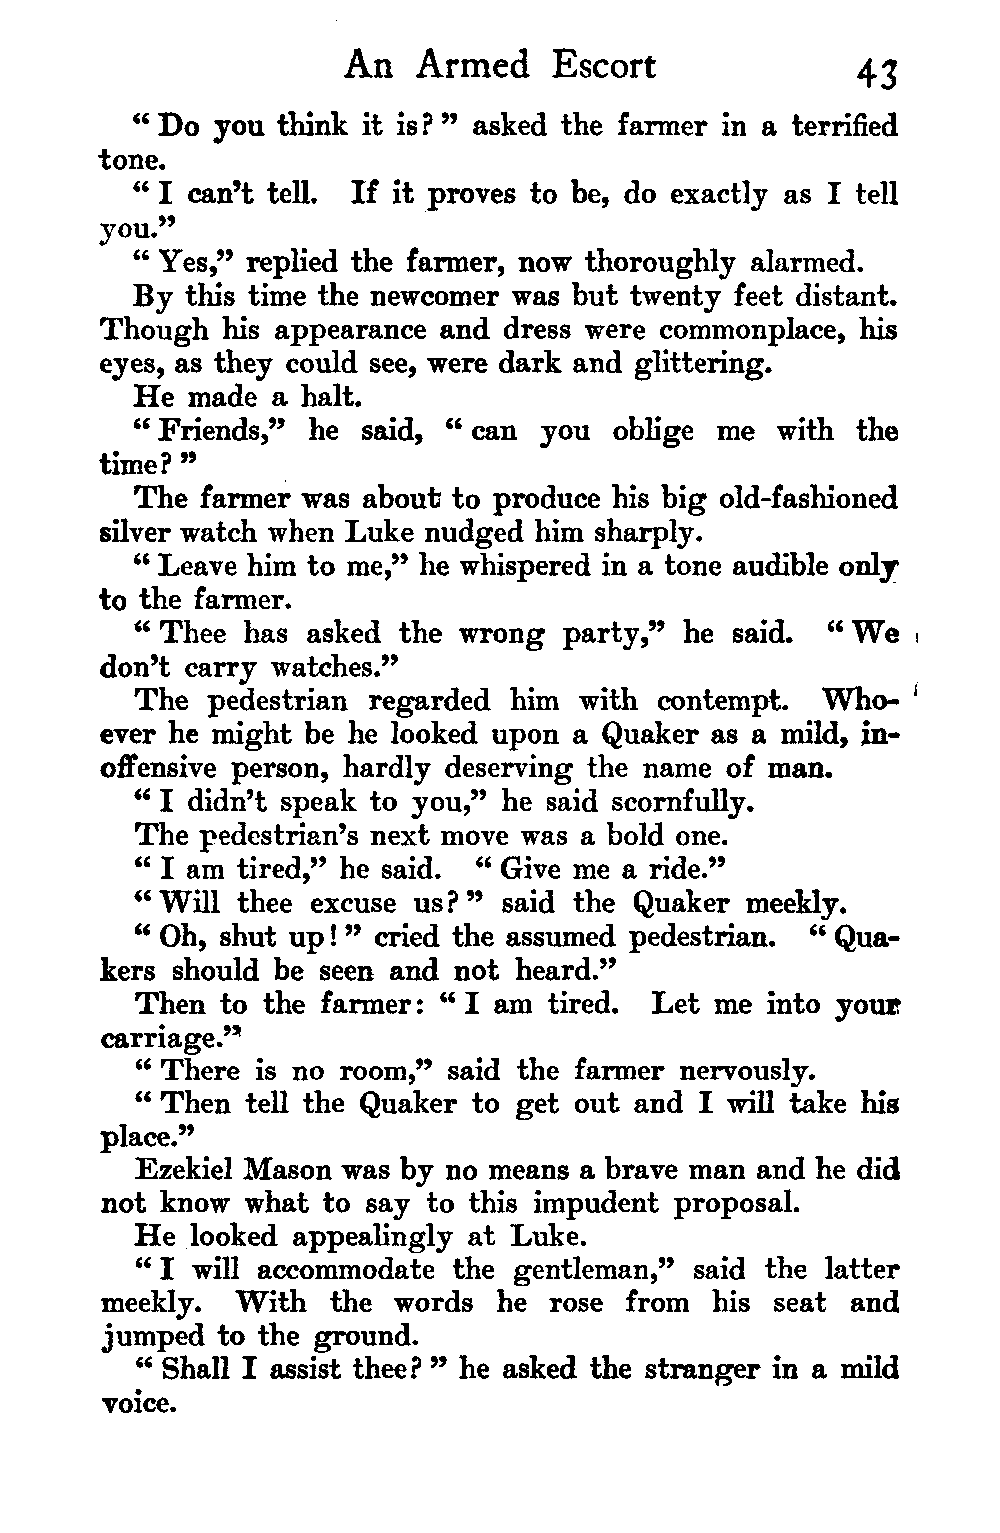 An Armed Escort 43
“ Do you think it is? ” asked the farmer in a terrified
tone.
“ I can’t tell. If it proves to be, do exactly as I tell
you.”
“ Yes,” replied the farmer, now thoroughly alarmed.
By this time the newcomer was but twenty feet distant.
Though his appearance and dress were commonplace, his
eyes, as they could see, were dark and glittering.
He made a halt.
“ Friends,” he said, “ can you oblige me with the
time? ”
The farmer was about to produce his big old-fashioned
silver watch when Luke nudged him sharply.
“ Leave him to me,” he whispered in a tone audible only
to the farmer.
“ Thee has asked the wrong party,” he said. “ We
don’t carry watches.”
The pedestrian regarded him with contempt. Who-
ever he might be he looked upon a Quaker as a mild, in-
offensive person, hardly deserving the name of man.
“ I didn’t speak to you,” he said scornfully.
The pedestrian’s next move was a bold one.
“ I am tired,” he said. “ Give me a ride.”
“ Will thee excuse us? ” said the Quaker meekly.
“ Oh, shut up! ” cried the assumed pedestrian. “ Qua-
kers should be seen and not heard.”
Then to the farmer: “ I am tired. Let me into your
carriage.”
“ There is no room,” said the farmer nervously.
“ Then tell the Quaker to get out and I will take his
place.”
Ezekiel Mason was by no means a brave man and he did
not know what to say to this impudent proposal.
He looked appealingly at Luke.
“ I will accommodate the gentleman,” said the latter
meekly. With the words he rose from his seat and
jumped to the ground.
“ Shall I assist thee? ” he asked the stranger in a mild
voice.